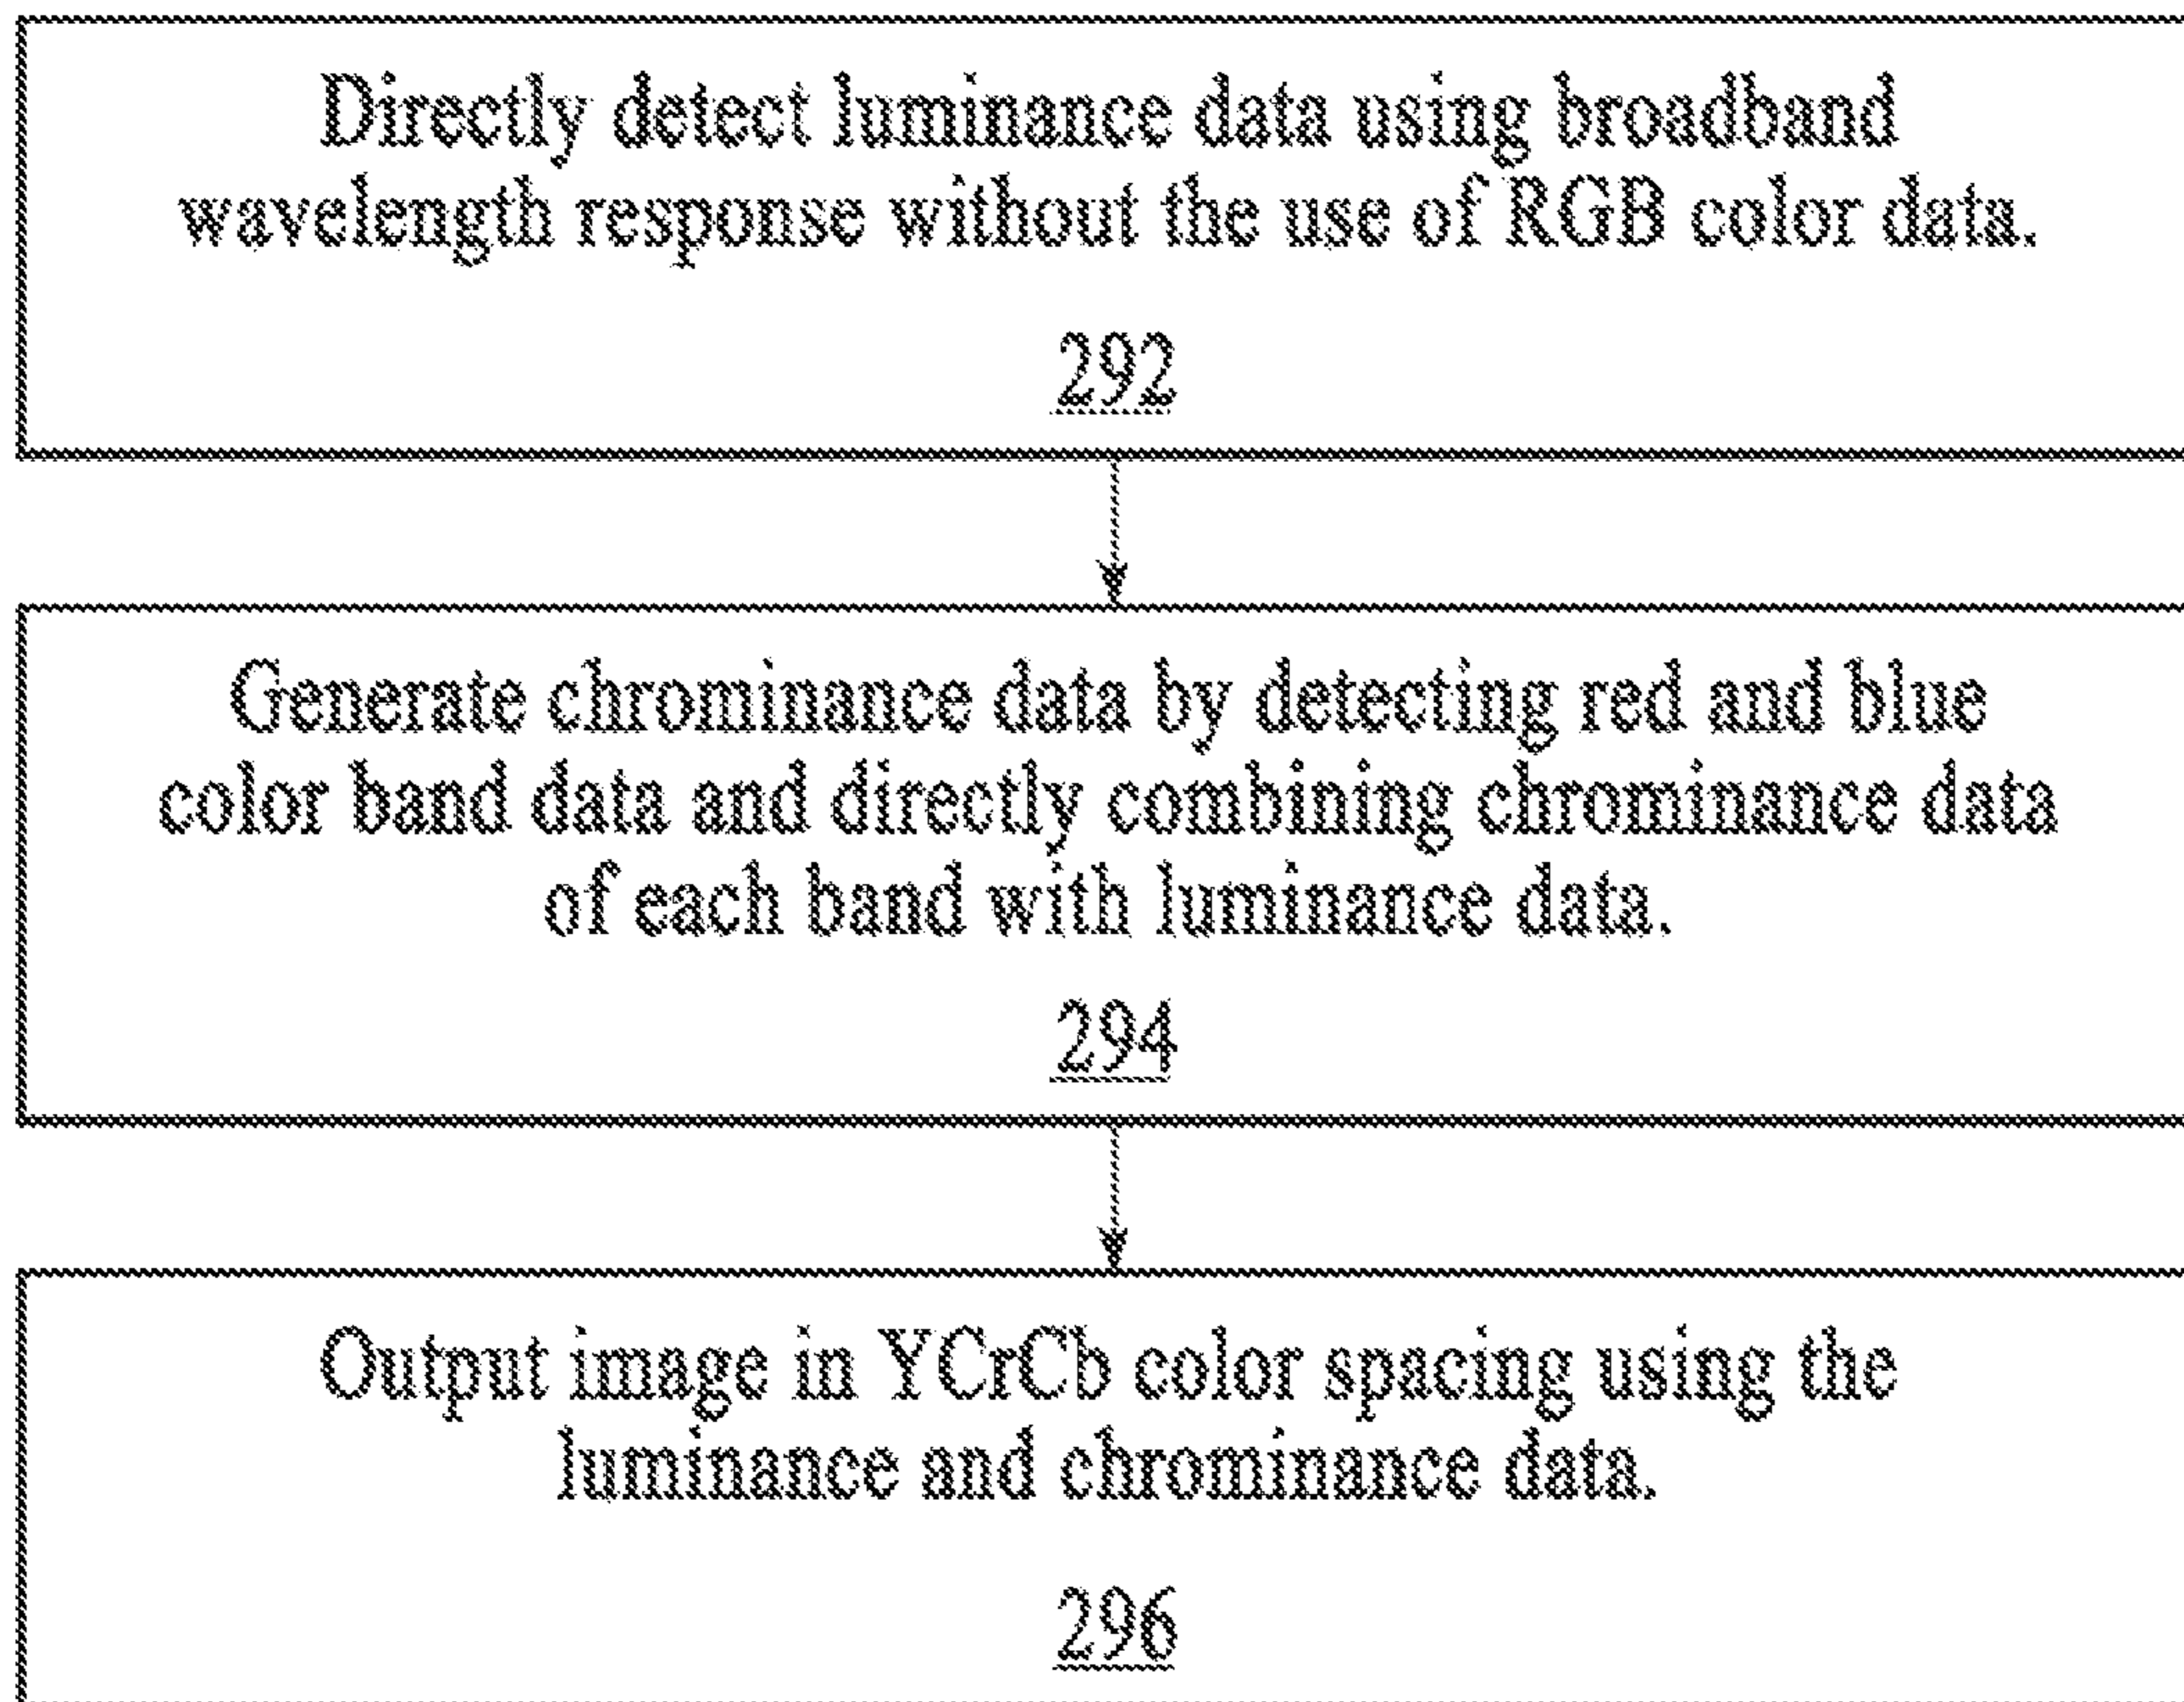 Directly detect luminance data using broadband
wavelength response without the use of RGB color data.
292
Generate chrominance data by detecting red and blue
color band data and directly combining chrominance data
of each band with luminance data.
294
Output image in YCrCb color spacing using the
luminance and chrominance data.
296